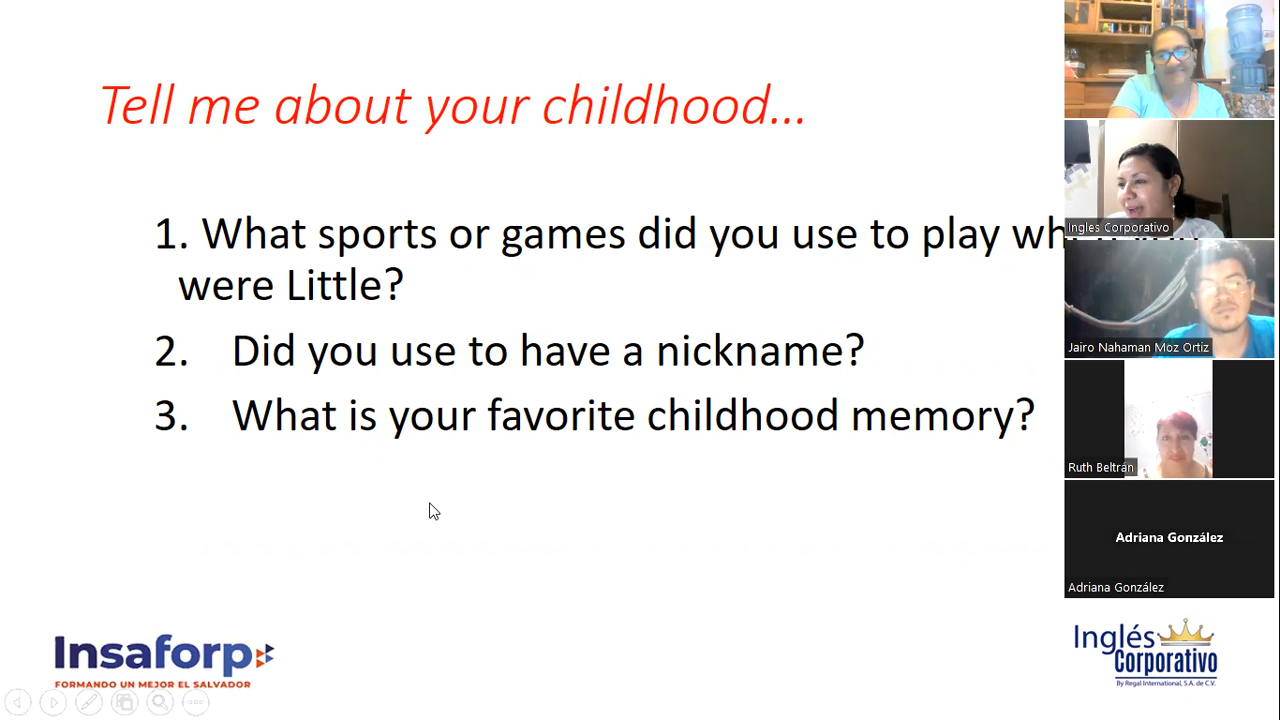 Tell me about your childhood...
1. What sports or games did you use to play
were Little?
2. Did you use to have a nickname?
3. What is your favorite childhood memory?
Ingles Corporativo
Jairo Nahaman Moz Ortiz
Ruth Beltrán
Adriana González
Adriana González
Insaforp
FORMANDO UN MEJOR EL SALVADOR
Inglés
Corporativo
By Regal International, S.A. de C.V.